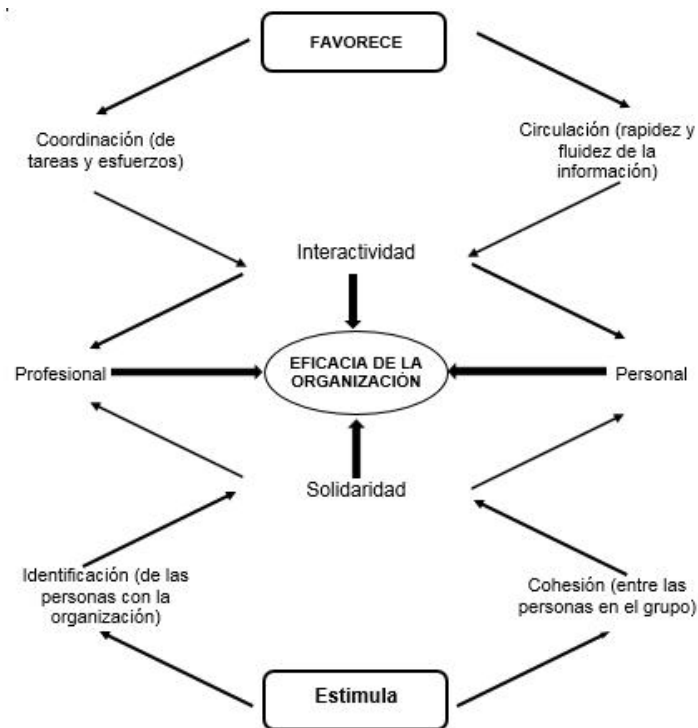 FAVORECE
Coordinación (de
tareas y esfuerzos)
Circulación (rapidez y
fluidez de la
información)
Interactividad
Profesional
EFICACIA DE LA
ORGANIZACIÓN
Personal
Solidaridad
Identificación (de las
personas con la
organización)
Cohesión (entre las
personas en el grupo)
Estimula